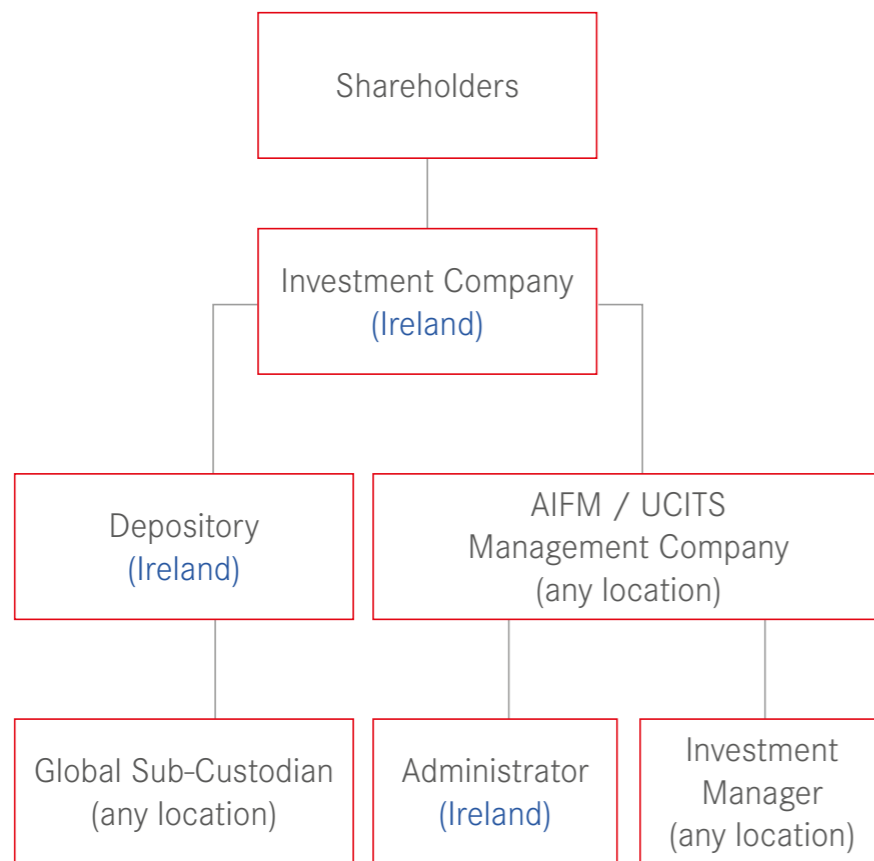 Shareholders
Investment Company
(Ireland)
Depository
(Ireland)
AIFM / UCITS
Management Company
(any location)
Global Sub-Custodian
(any location)
Administrator
(Ireland)
Investment
Manager
(any location)